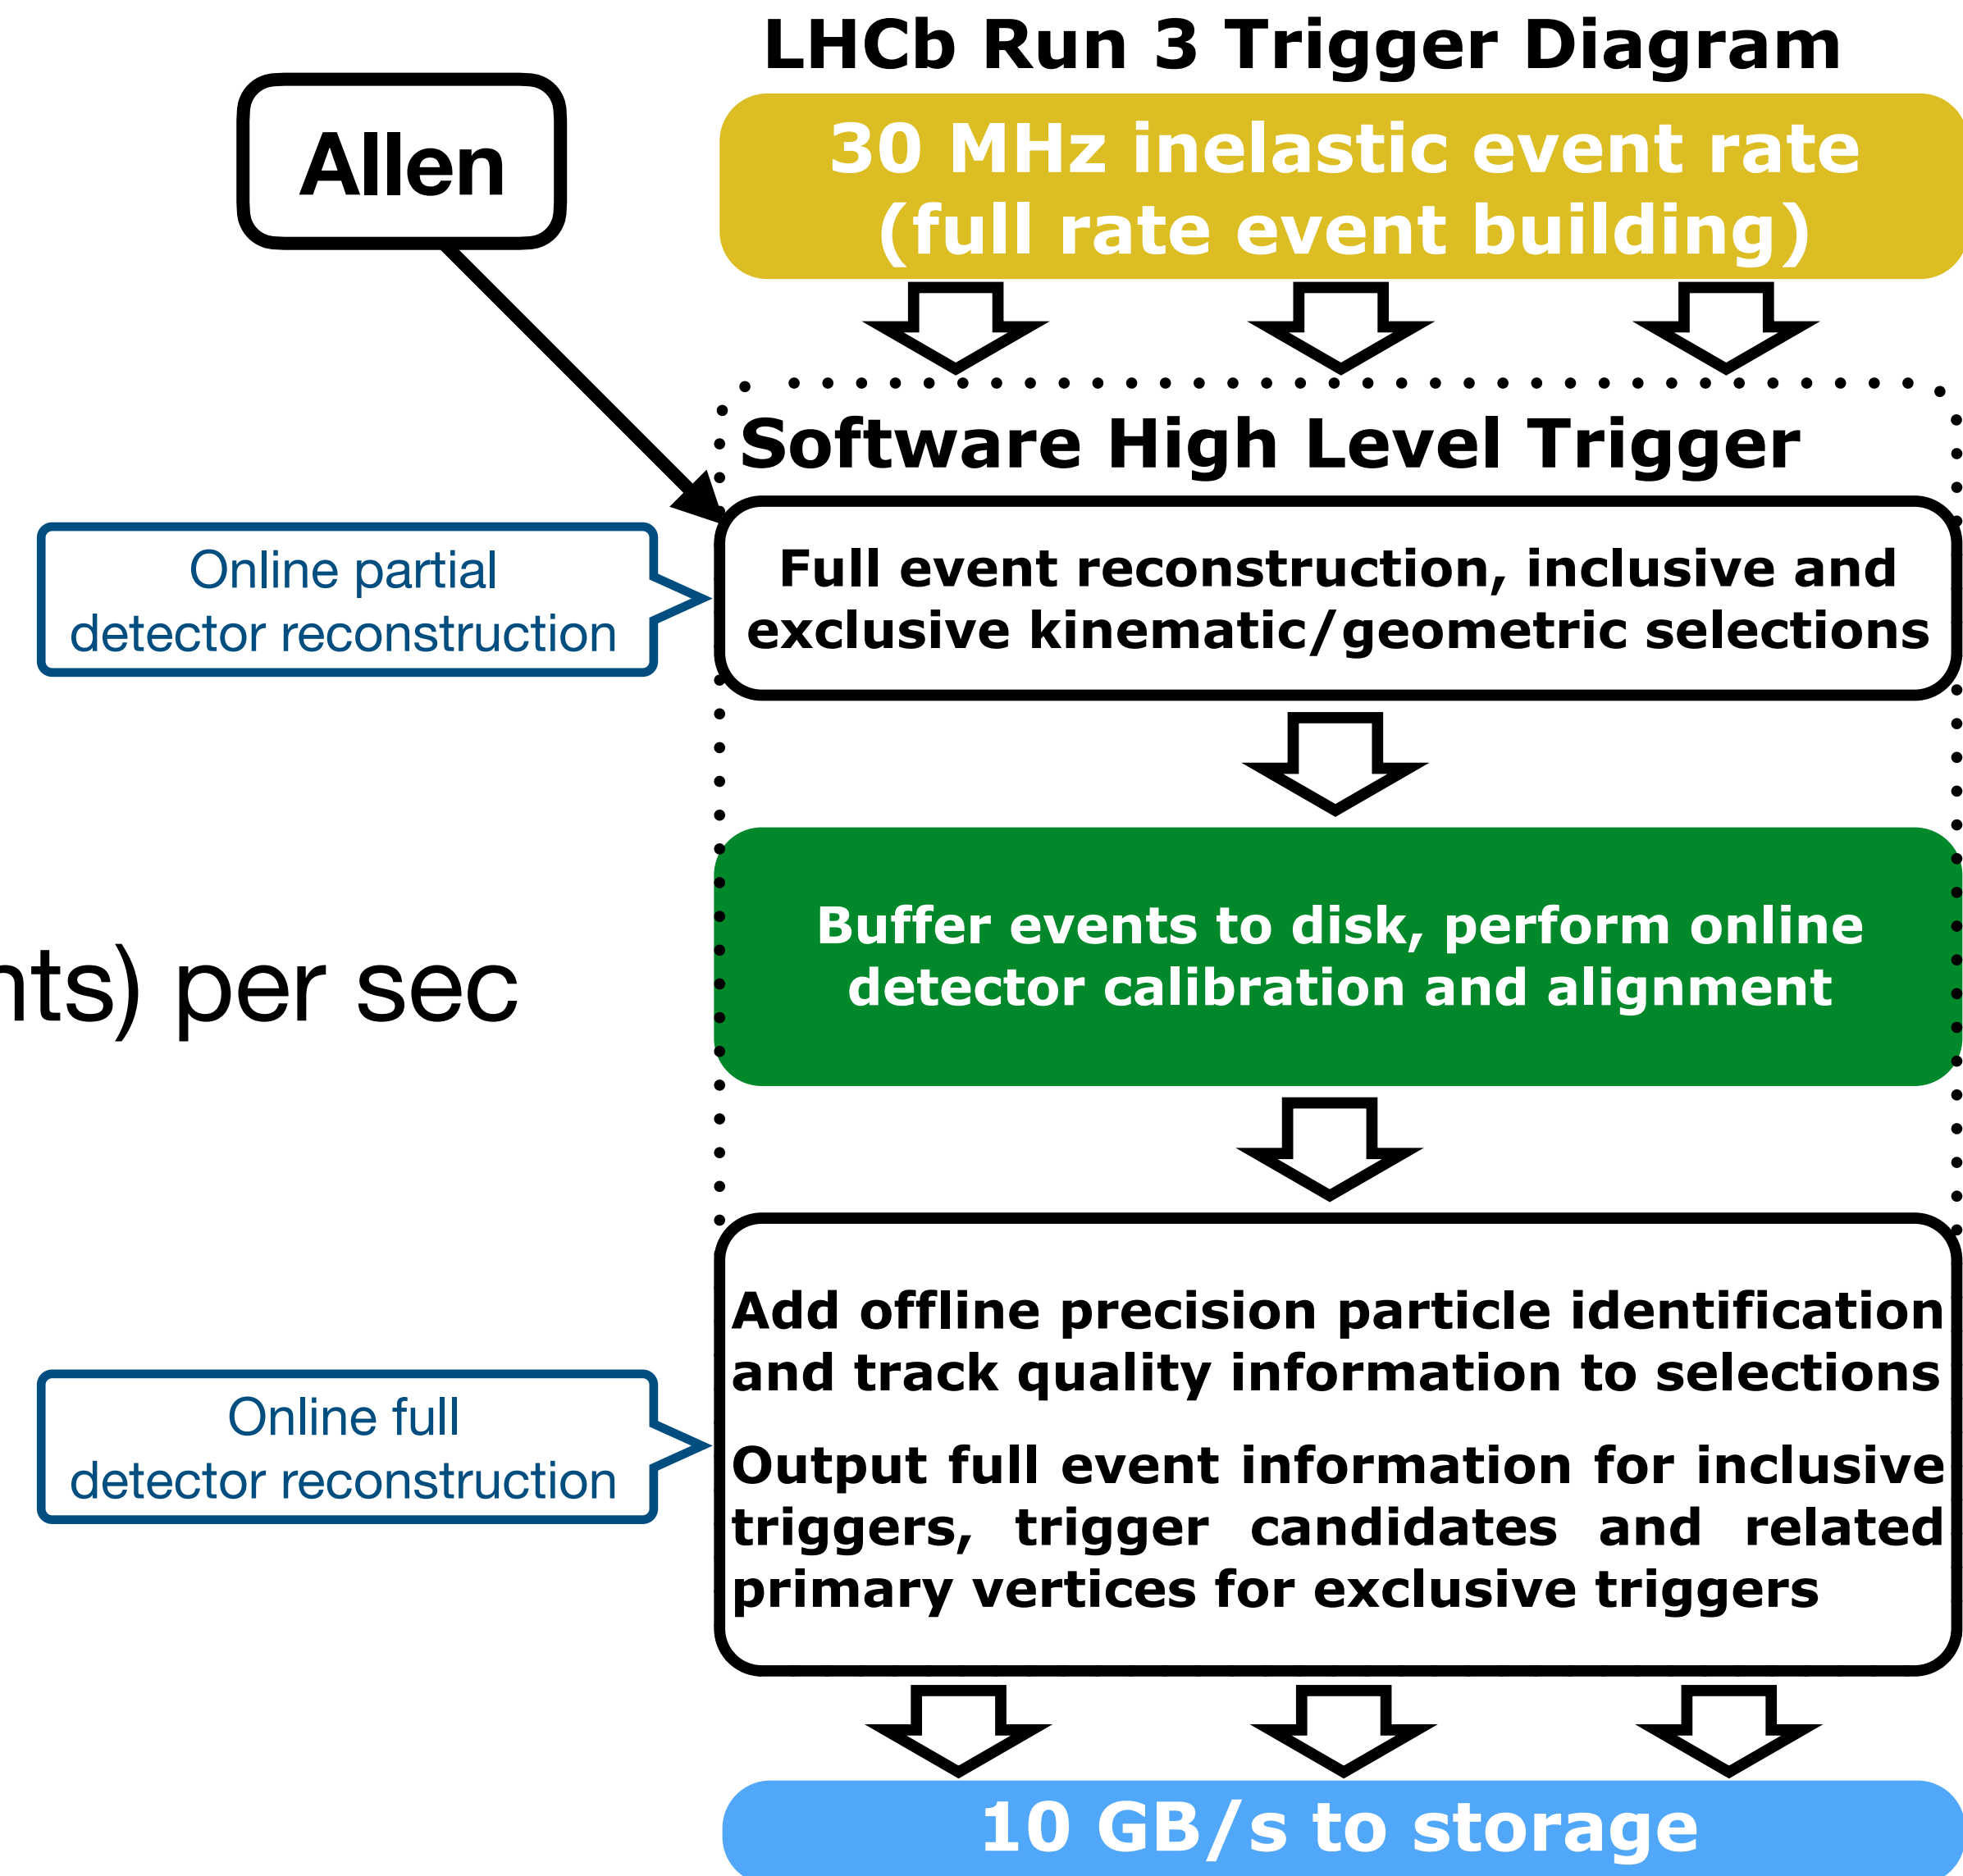 LHCb Run 3 Trigger Diagram
Allen
30 MHz inelastic event rate
(full rate event building)
Software High Level Trigger
Online partial
detector reconstruction
Full event reconstruction, inclusive and
exclusive kinematic/geometric selections
Buffer events to disk, perform online
detector calibration and alignment
nts) per sec
Add offline precision particle identification
and track quality information to selections
Online full
detector reconstruction
Output full event information for inclusive
triggers, trigger candidates and related
primary vertices for exclusive triggers
10 GB/s to storage